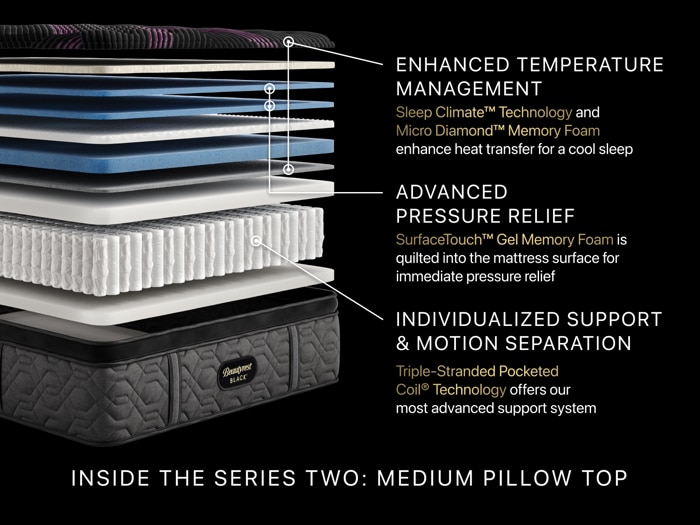 ENHANCED TEMPERATURE
MANAGEMENT
Sleep Climate™ Technology and
Micro Diamond™ Memory Foam
enhance heat transfer for a cool sleep
ADVANCED
PRESSURE RELIEF
SurfaceTouch™ Gel Memory Foam is
quilted into the mattress surface for
immediate pressure relief
INDIVIDUALIZED SUPPORT
& MOTION SEPARATION
Triple-Stranded Pocketed
Coil® Technology offers our
most advanced support system
Beautyrest
BLACK®
INSIDE THE SERIES TWO: MEDIUM PILLOW TOP